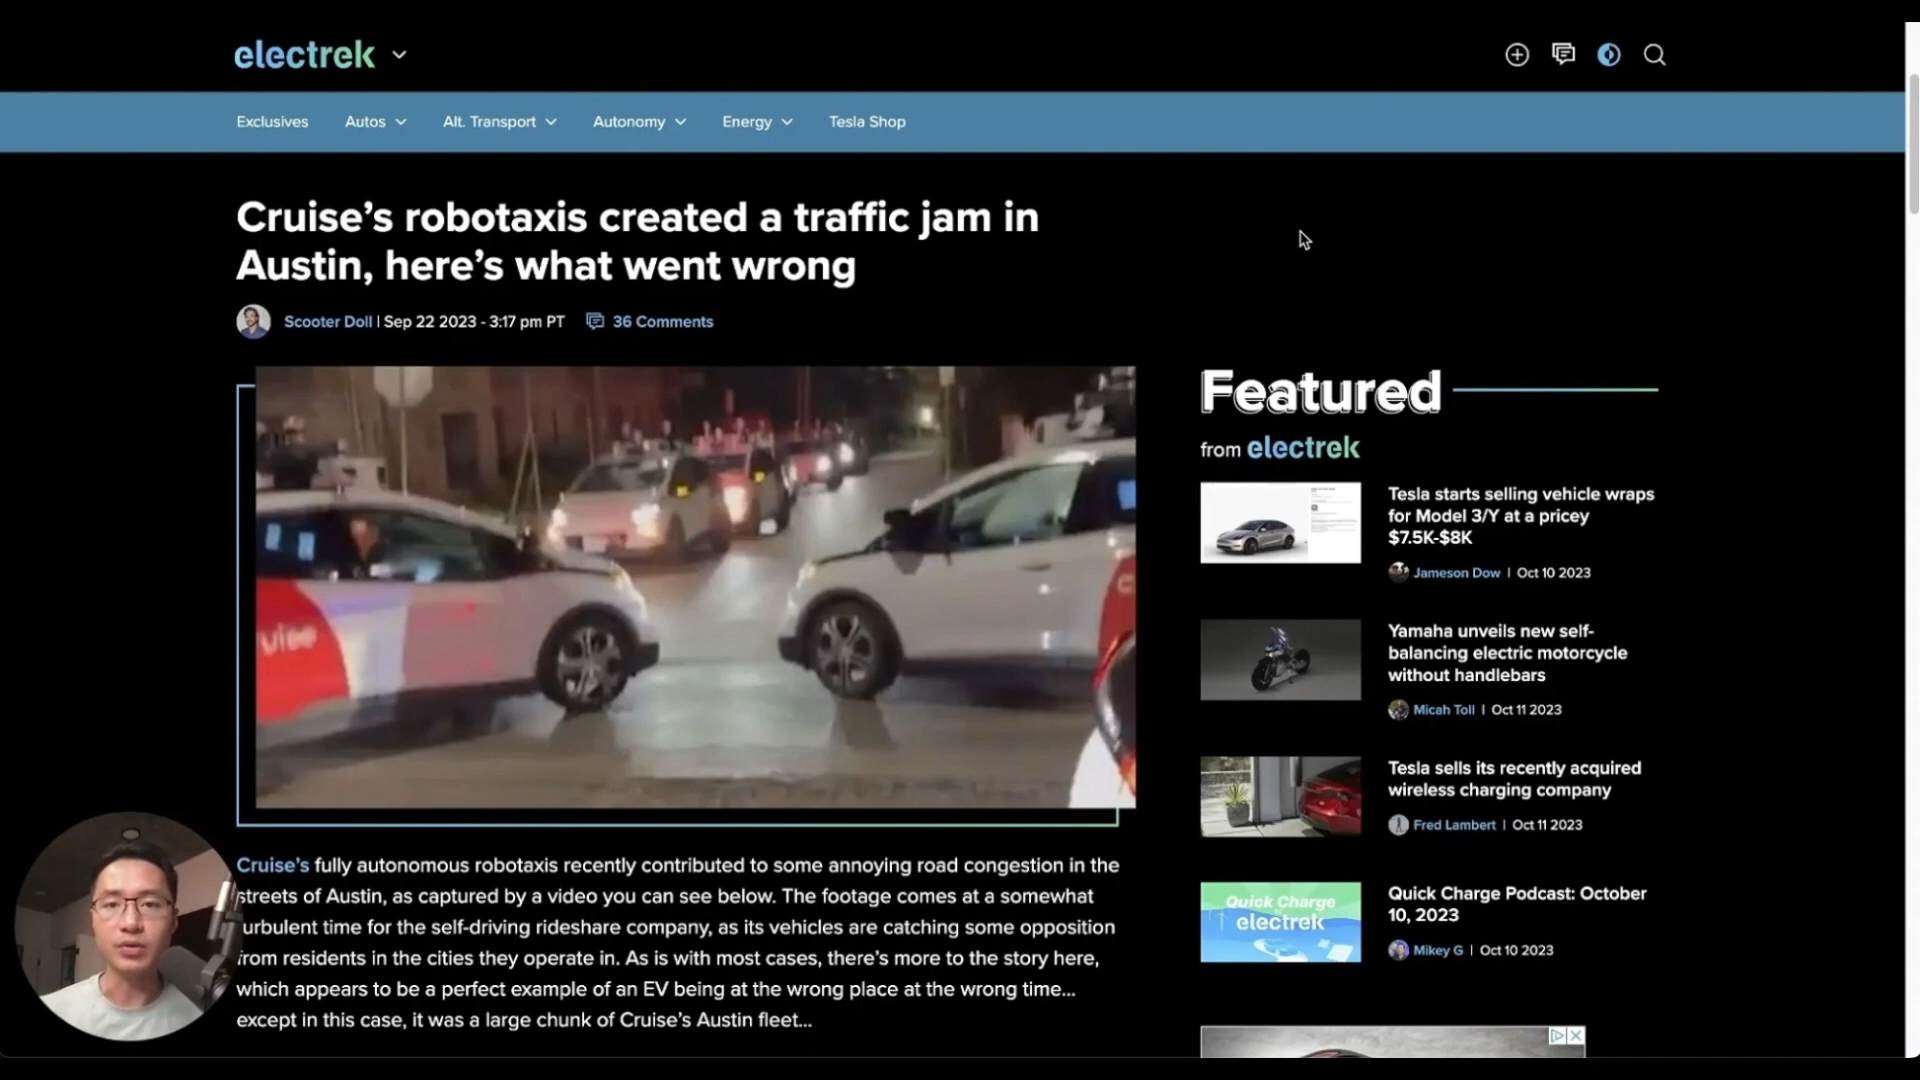 electrek
Exclusives Autos Alt. Transport Autonomy Energy Tesla Shop
Cruise's robotaxis created a traffic jam in
Austin, here's what went wrong
Scooter Doll | Sep 22 2023 - 3:17 pm PT 36 Comments
uise
Featured
from electrek
Tesla starts selling vehicle wraps
for Model 3/Y at a pricey
$7.5K-$8K
Jameson Dow | Oct 10 2023
Yamaha unveils new self-
balancing electric motorcycle
without handlebars
Micah Toll | Oct 11 2023
Tesla sells its recently acquired
wireless charging company
Fred Lambert | Oct 11 2023
Quick Charge
electrek
Quick Charge Podcast: October
10, 2023
Mikey G | Oct 10 2023
Cruise's fully autonomous robotaxis recently contributed to some annoying road congestion in the
streets of Austin, as captured by a video you can see below. The footage comes at a somewhat
urbulent time for the self-driving rideshare company, as its vehicles are catching some opposition
from residents in the cities they operate in. As is with most cases, there's more to the story here,
which appears to be a perfect example of an EV being at the wrong place at the wrong time...
except in this case, it was a large chunk of Cruise's Austin fleet...